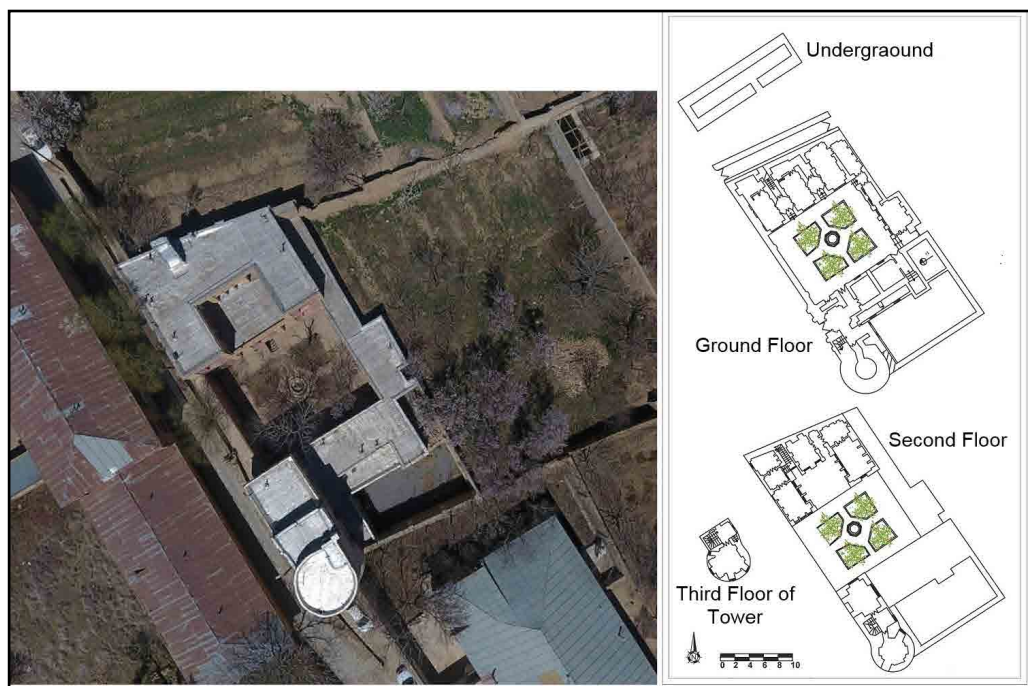 Undergraound
Ground Floor
Second Floor
Third Floor of
Tower
0 2 4 6 8 10